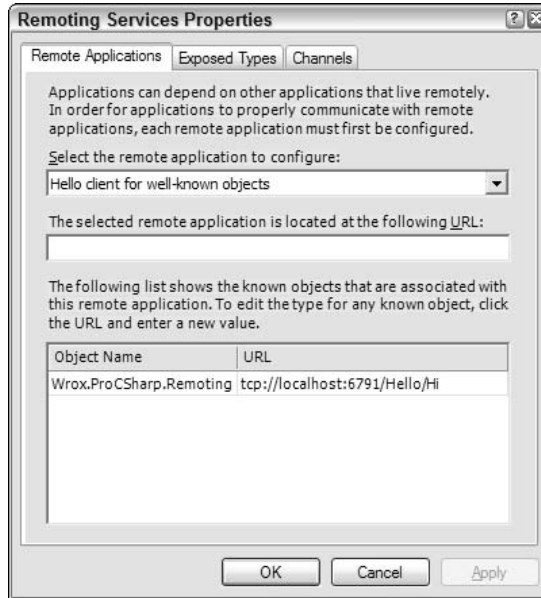 Remoting Services Properties
Remote Applications
Exposed Types
Channels
Applications can depend on other applications that live remotely.
In order for applications to properly communicate with remote
applications, each remote application must first be configured.
Select the remote application to configure:
Hello client for well-known objects
The selected remote application is located at the following URL:
The following list shows the known objects that are associated with
this remote application. To edit the type for any known object, click
the URL and enter a new value.
Object Name URL
Wrox.ProCSharp.Remoting tcp://localhost:6791/Hello/Hi
OK Cancel Apply